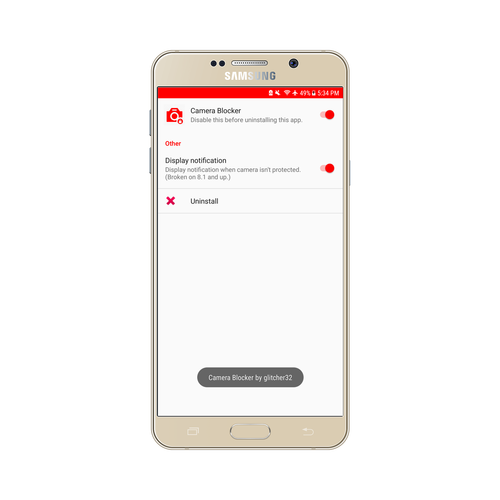 SAMSUNG
49% 5:34 PM
Camera Blocker
Disable this before uninstalling this app.
Other
Display notification
Display notification when camera isn't protected.
(Broken on 8.1 and up.)
Uninstall
Camera Blocker by glitcher32